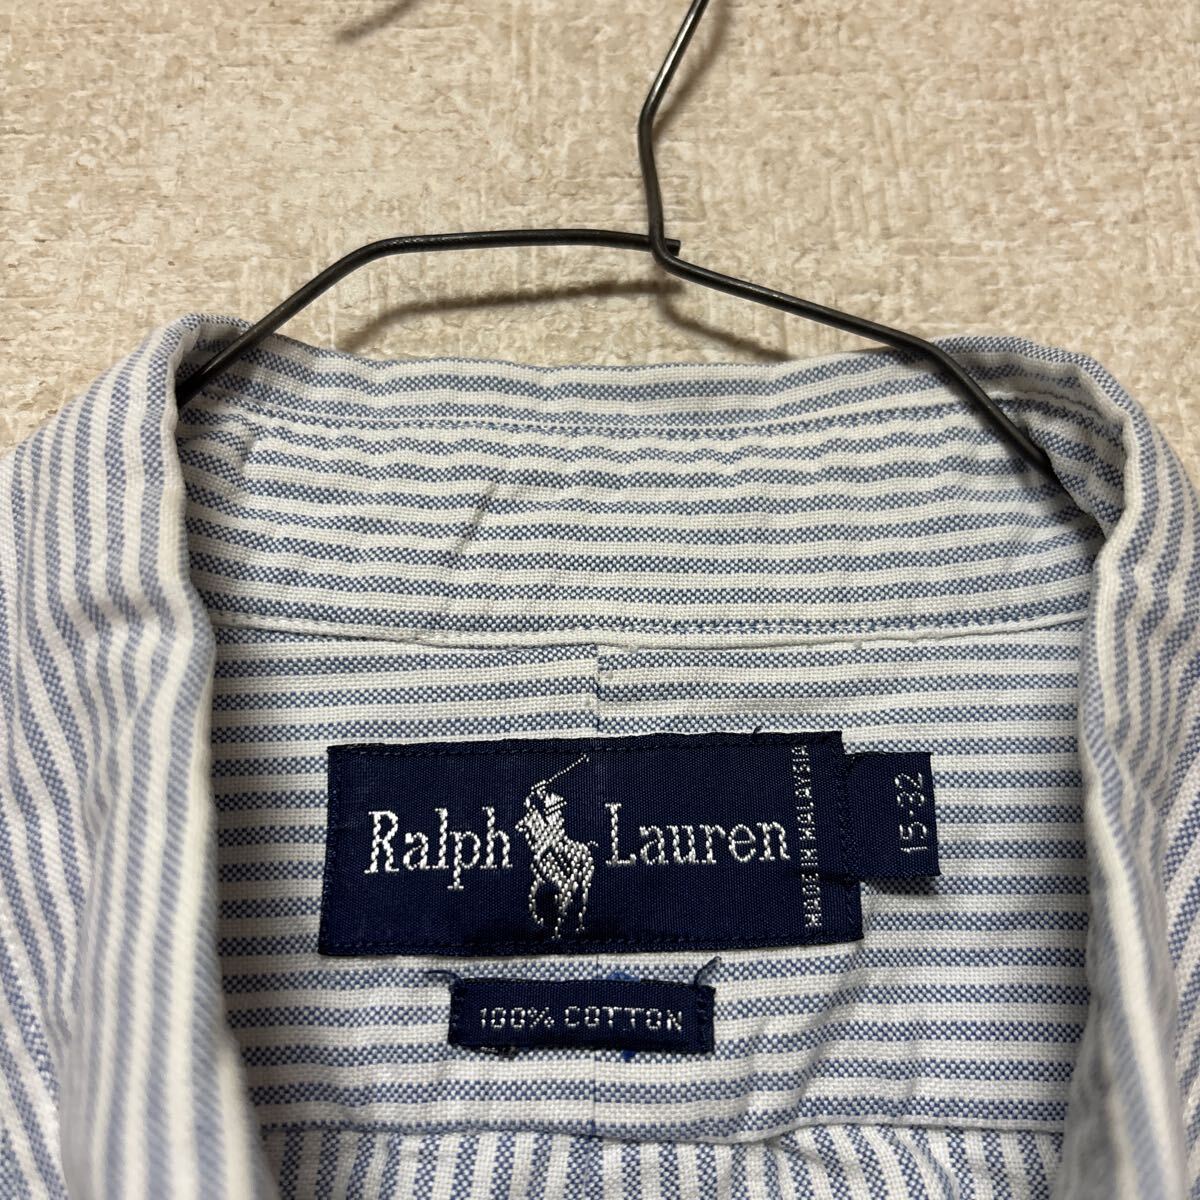 Ralph Lauren
MADE IN MALAYSIA
15-32
100% COTTON